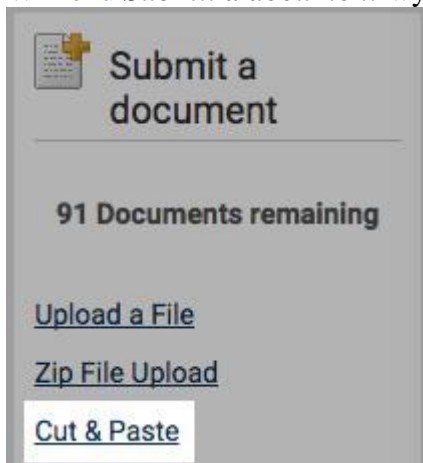 Submit a
document
91 Documents remaining
Upload a File
Zip File Upload
Cut & Paste